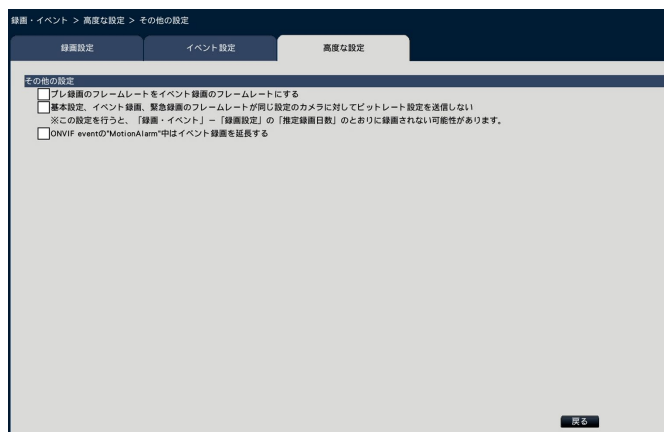 録画・イベント > 高度な設定 > その他の設定
録画設定 イベント設定 高度な設定
その他の設定
プレ録画のフレームレートをイベント録画のフレームレートにする
基本設定、イベント録画、緊急録画のフレームレートが同じ設定のカメラに対してビットレート設定を送信しない
※この設定を行うと、「録画・イベント」－「録画設定」の「推定録画日数」のとおりに録画されない可能性があります。
ONVIF eventの"MotionAlarm"中はイベント録画を延長する
戻る